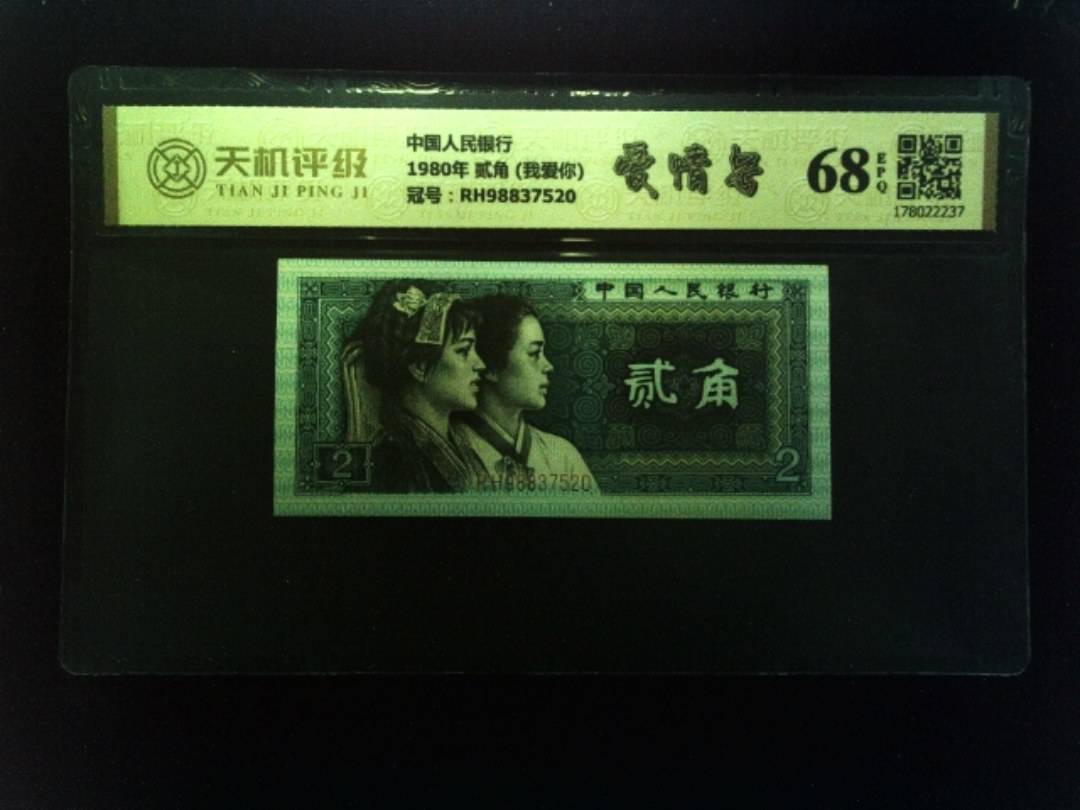 天机评级
TIAN JI PING JI
中国人民银行
1980年 贰角 (我爱你)
冠号：RH98837520
爱情号
68
EPQ
178022237
中国人民银行
贰角
2
2
RH98837520